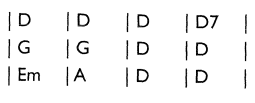 | D | D | D | D7 |
| G | G | D | D |
| Em | A | D | D |